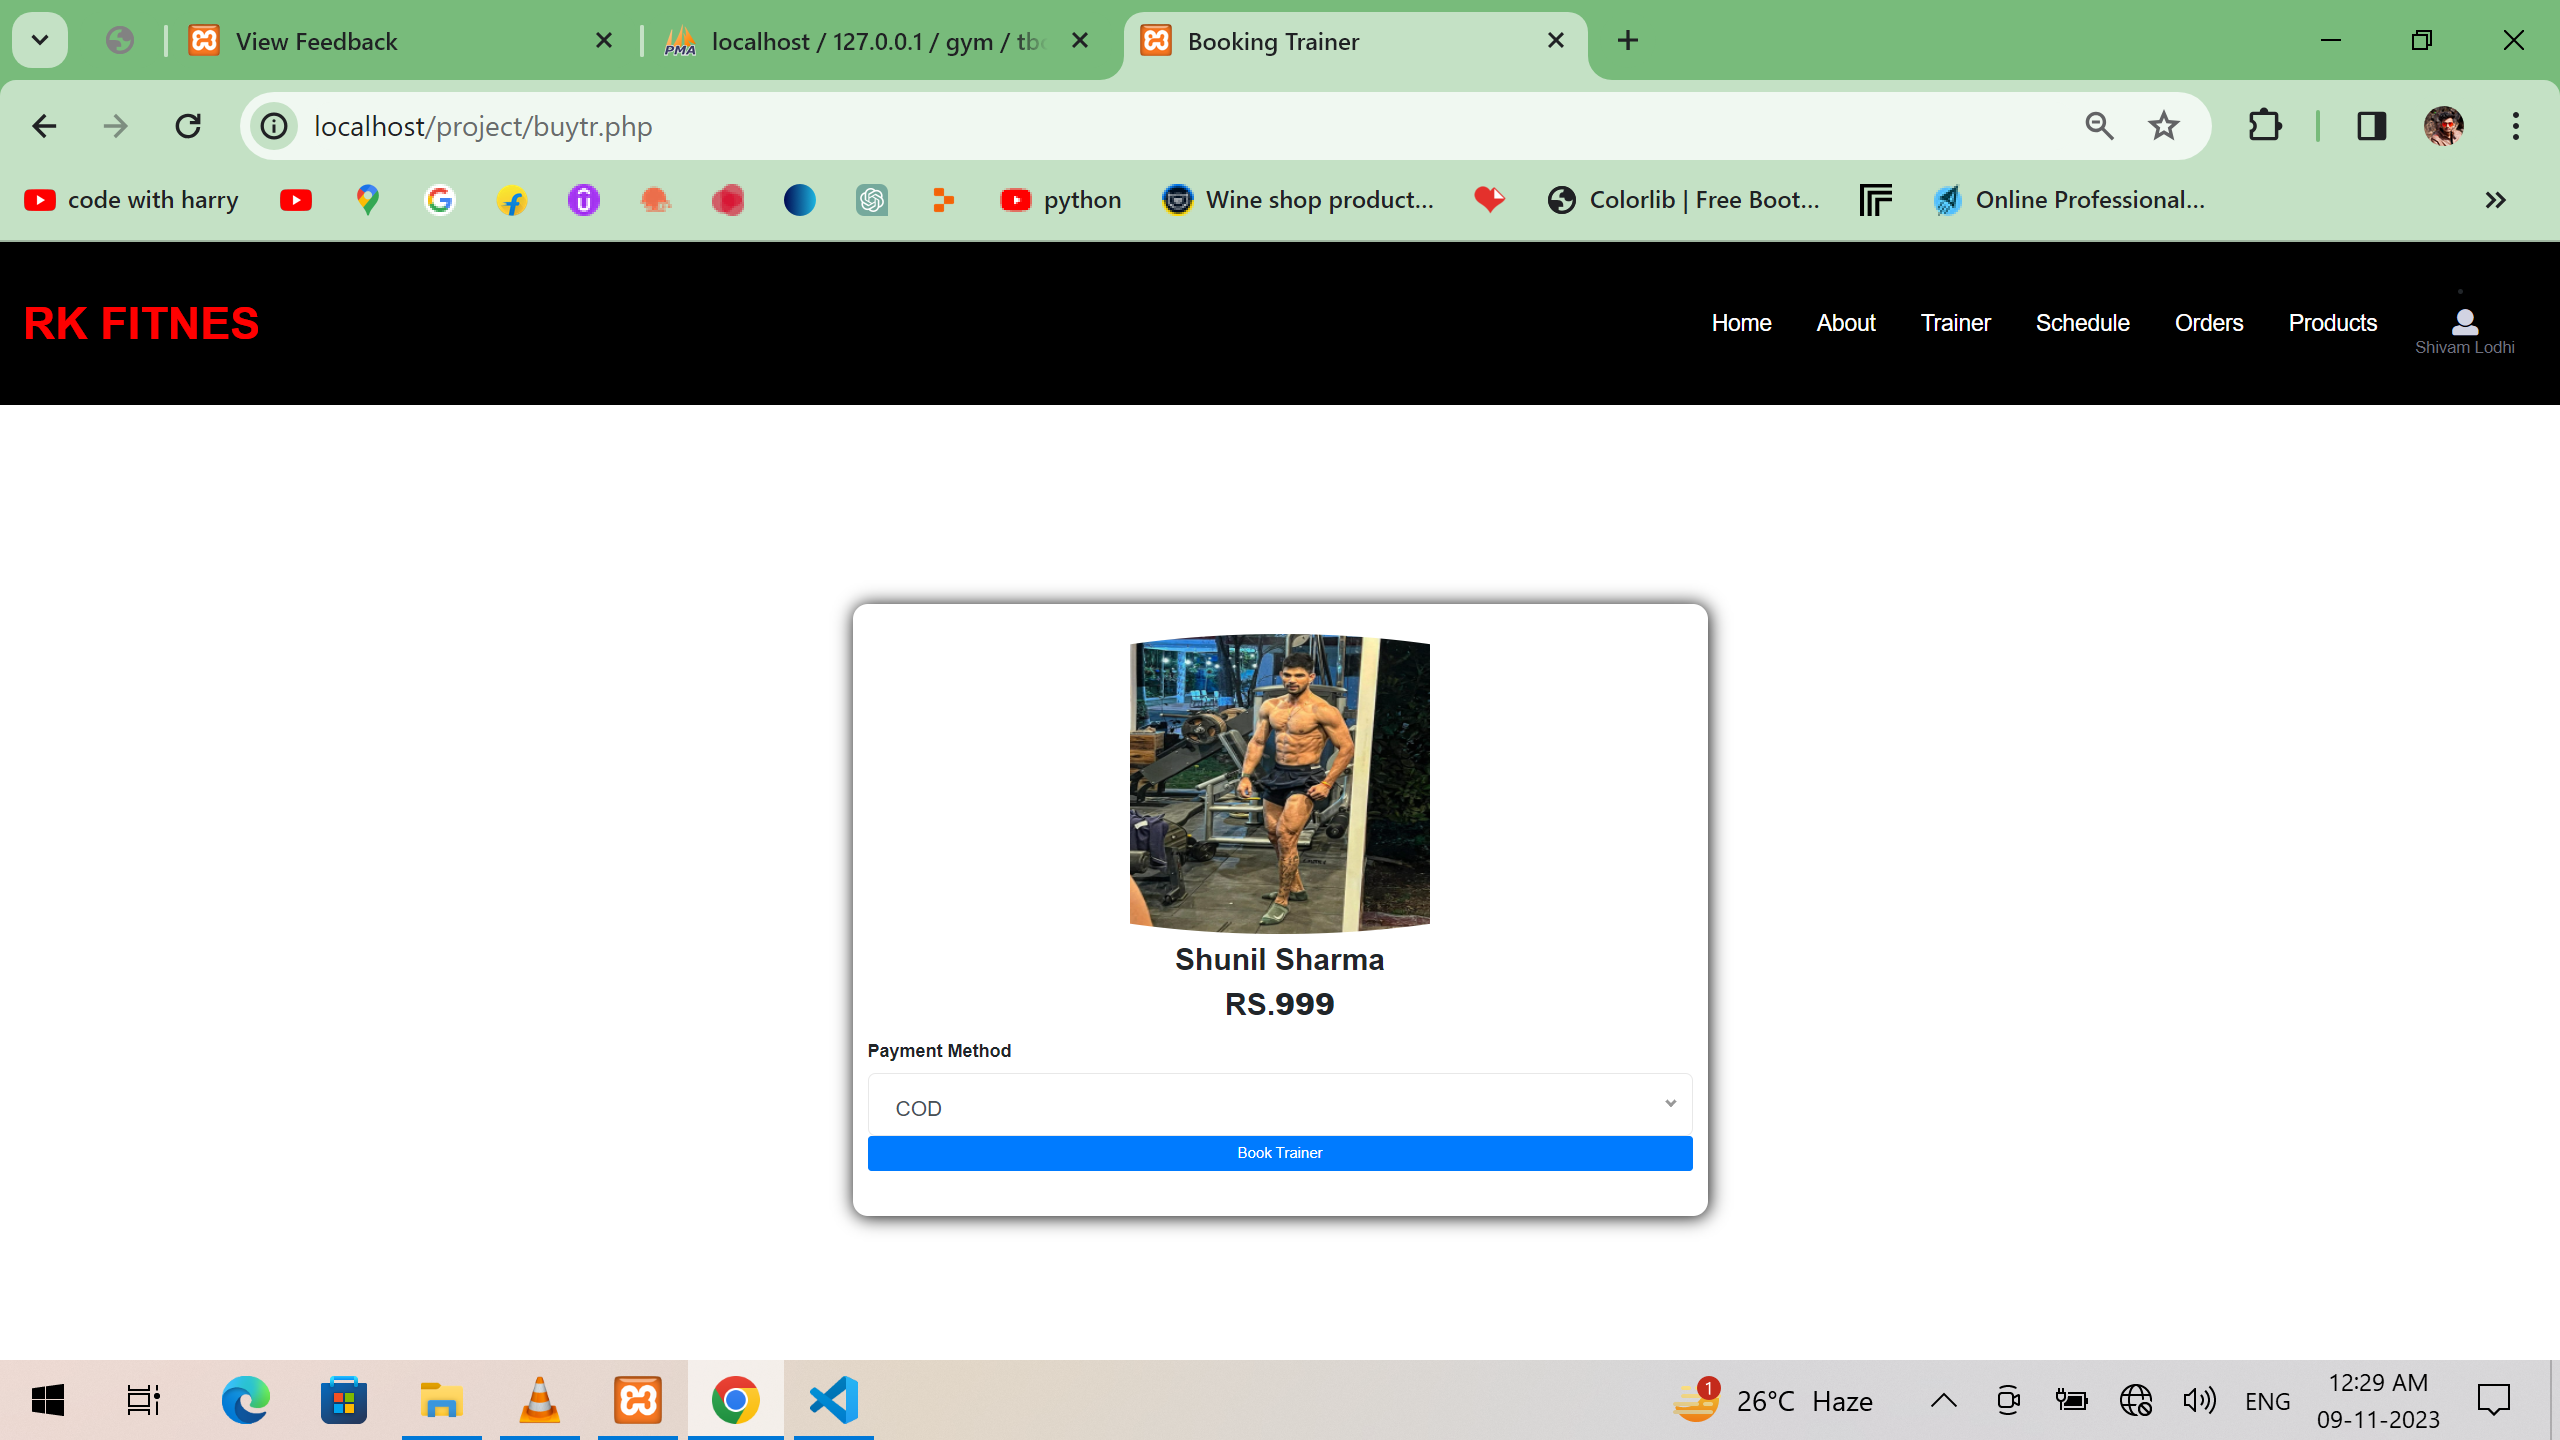 View Feedback
localhost / 127.0.0.1 / gym / tb
Booking Trainer
localhost/project/buytr.php
code with harry
python
Wine shop product...
Colorlib | Free Boot...
Online Professional...
RK FITNES
Home
About
Trainer
Schedule
Orders
Products
Shivam Lodhi
Shunil Sharma
RS.999
Payment Method
COD
Book Trainer
1
26°C Haze
ENG
12:29 AM
09-11-2023
PMA